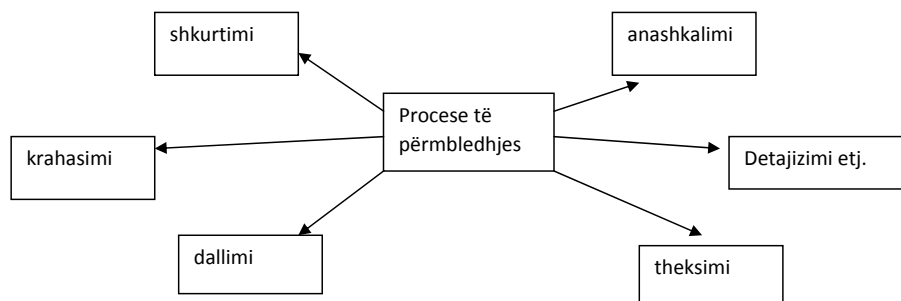 shkurtimi
anashkalimi
Procese të
përmbledhjes
krahasimi
Detajizimi etj.
dallimi
theksimi